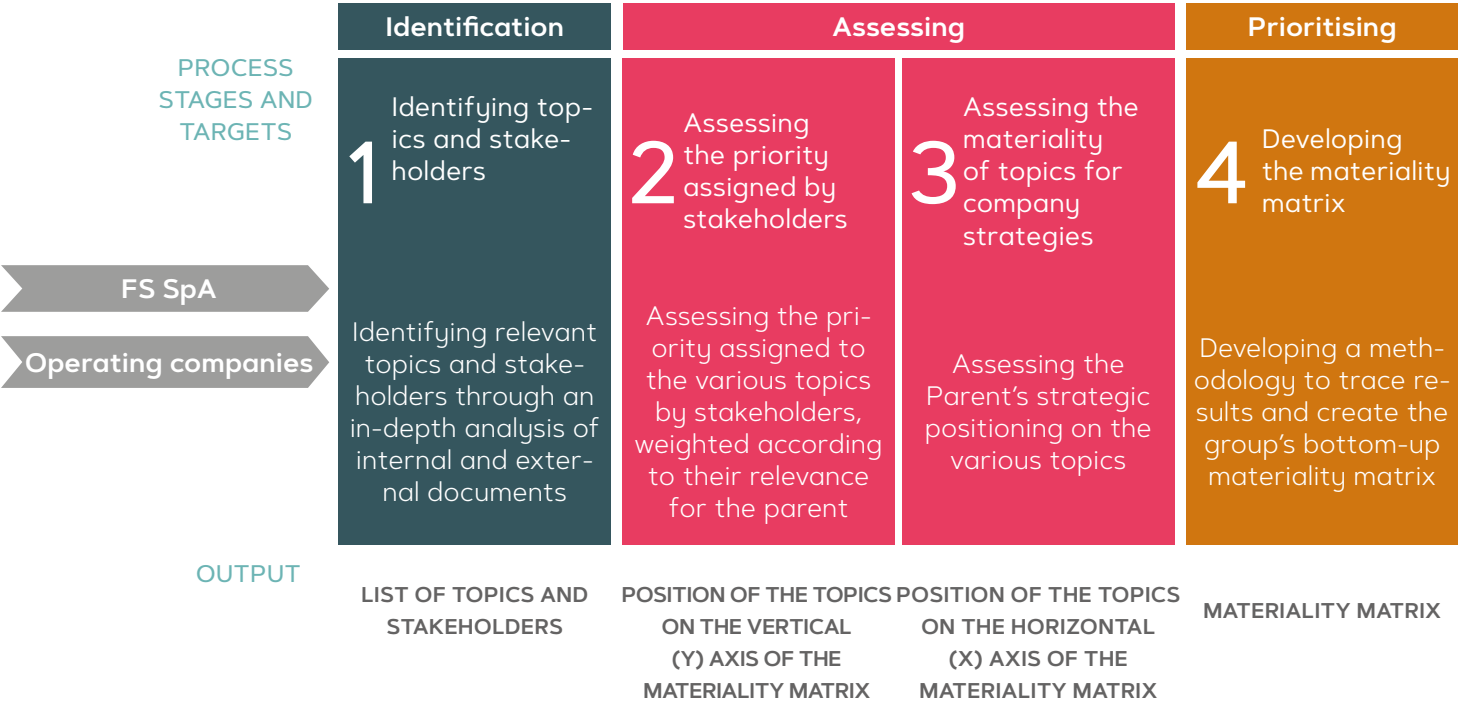 Identification
Assessing
Prioritising
PROCESS
STAGES AND
TARGETS
1
Identifying top-
ics and stake-
holders
2
Assessing
the priority
assigned by
stakeholders
3
Assessing the
materiality
of topics for
company
strategies
4
Developing
the materiality
matrix
FS SpA
Operating companies
Identifying relevant
topics and stake-
holders through an
in-depth analysis of
internal and exter-
nal documents
Assessing the pri-
ority assigned to
the various topics
by stakeholders,
weighted according
to their relevance
for the parent
Assessing the
Parent’s strategic
positioning on the
various topics
Developing a meth-
odology to trace re-
sults and create the
group’s bottom-up
materiality matrix
OUTPUT
LIST OF TOPICS AND
STAKEHOLDERS
POSITION OF THE TOPICS
ON THE VERTICAL
(Y) AXIS OF THE
MATERIALITY MATRIX
POSITION OF THE TOPICS
ON THE HORIZONTAL
(X) AXIS OF THE
MATERIALITY MATRIX
MATERIALITY MATRIX